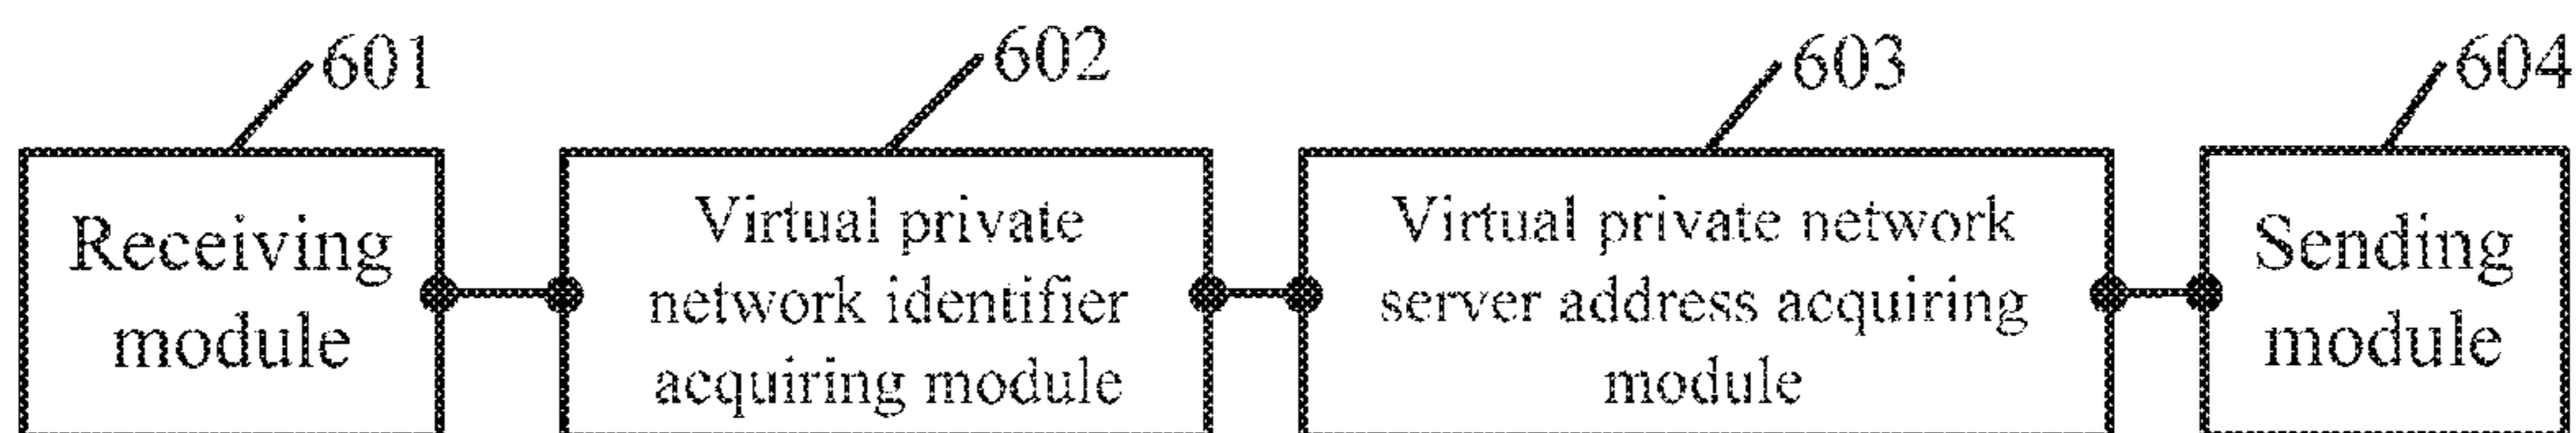 601
602
603
604
Receiving
module
Virtual private
network identifier
acquiring module
Virtual private network
server address acquiring
module
Sending
module